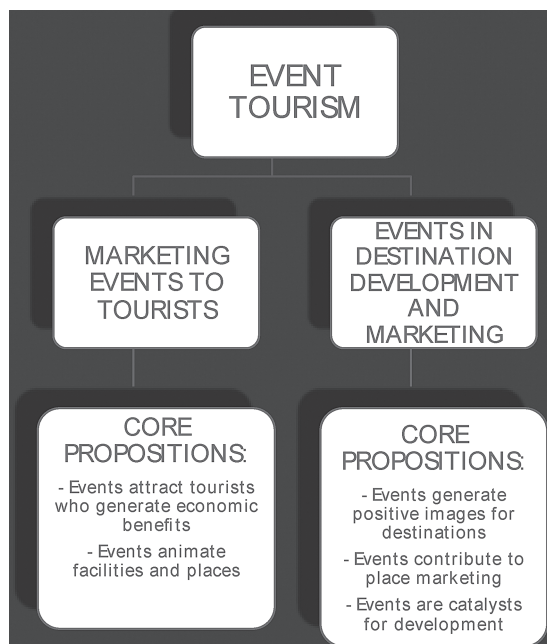 EVENT
TOURISM
MARKETING
EVENTS TO
TOURISTS
EVENTS IN
DESTINATION
DEVELOPMENT
AND
MARKETING
CORE
PROPOSITIONS:
- Events attract tourists
who generate economic
benefits
- Events animate
facilities and places
CORE
PROPOSITIONS:
- Events generate
positive images for
destinations
- Events contribute to
place marketing
- Events are catalysts
for development